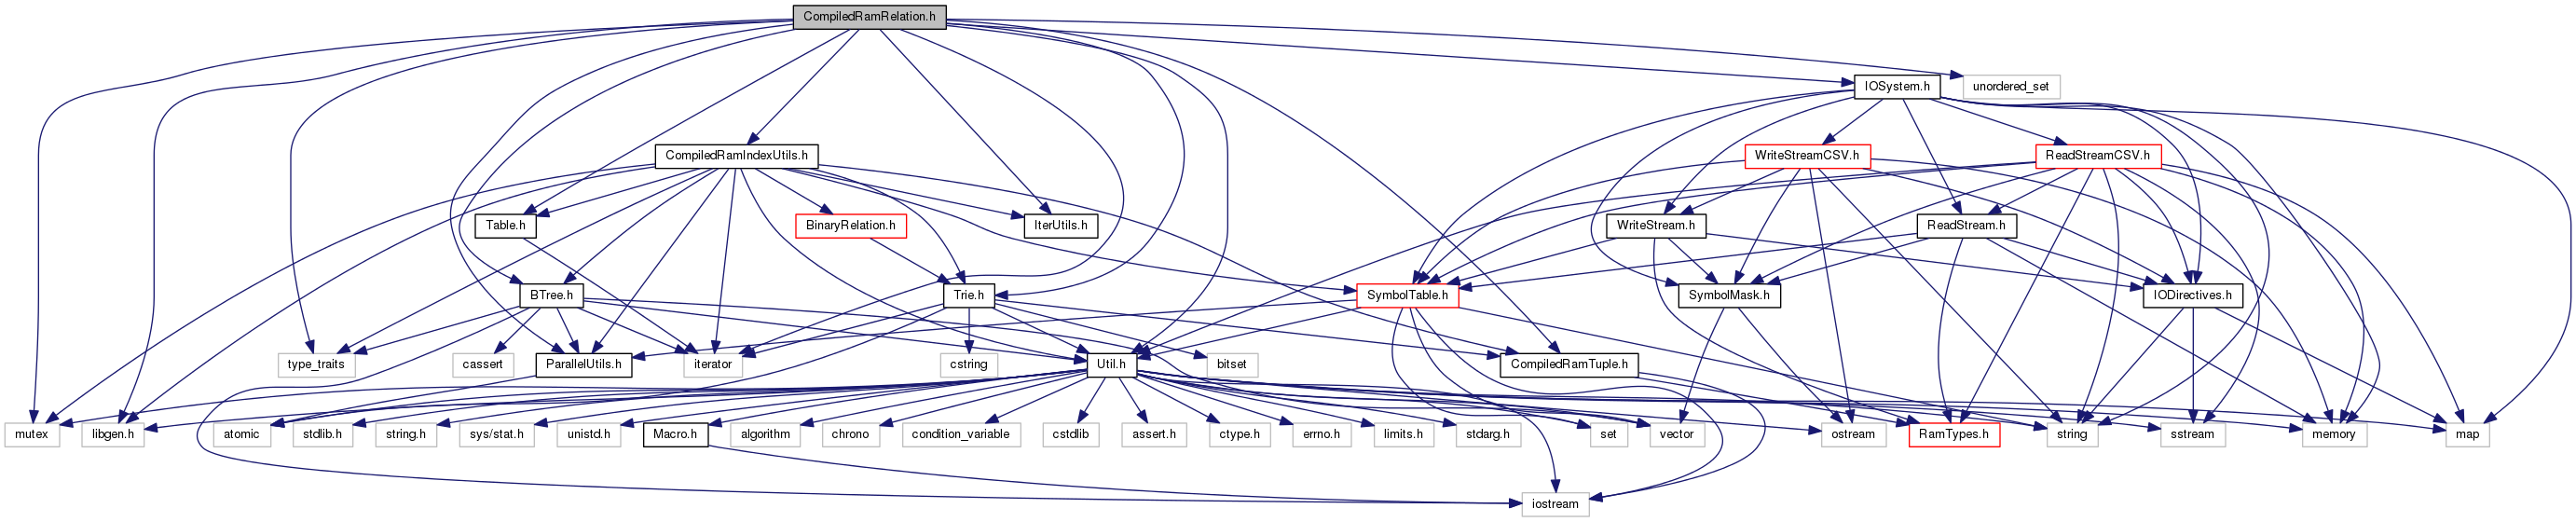 CompiledRamRelation.h
IOSystem.h
unordered_set
CompiledRamIndexUtils.h
WriteStreamCSV.h
ReadStreamCSV.h
Table.h
BinaryRelation.h
IterUtils.h
WriteStream.h
ReadStream.h
BTree.h
Trie.h
SymbolTable.h
SymbolMask.h
IODirectives.h
type_traits
cassert
ParallelUtils.h
iterator
cstring
Util.h
bitset
CompiledRamTuple.h
mutex
libgen.h
atomic
stdlib.h
string.h
sys/stat.h
unistd.h
Macro.h
algorithm
chrono
condition_variable
cstdlib
assert.h
ctype.h
errno.h
limits.h
stdarg.h
set
vector
ostream
RamTypes.h
string
sstream
memory
map
iostream